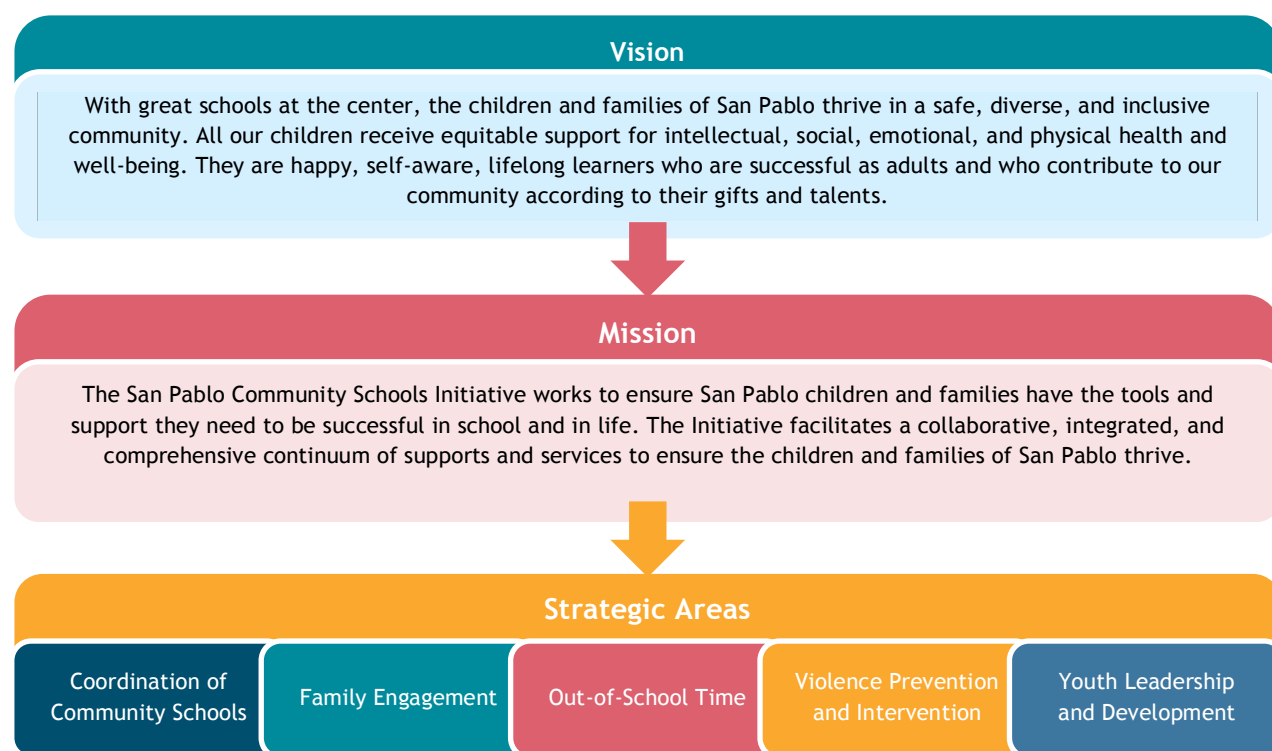 Vision
With great schools at the center, the children and families of San Pablo thrive in a safe, diverse, and inclusive
community. All our children receive equitable support for intellectual, social, emotional, and physical health and
well-being. They are happy, self-aware, lifelong learners who are successful as adults and who contribute to our
community according to their gifts and talents.
Mission
The San Pablo Community Schools Initiative works to ensure San Pablo children and families have the tools and
support they need to be successful in school and in life. The Initiative facilitates a collaborative, integrated, and
comprehensive continuum of supports and services to ensure the children and families of San Pablo thrive.
Strategic Areas
Coordination of
Community Schools
Family Engagement
Out-of-School Time
Violence Prevention
and Intervention
Youth Leadership
and Development